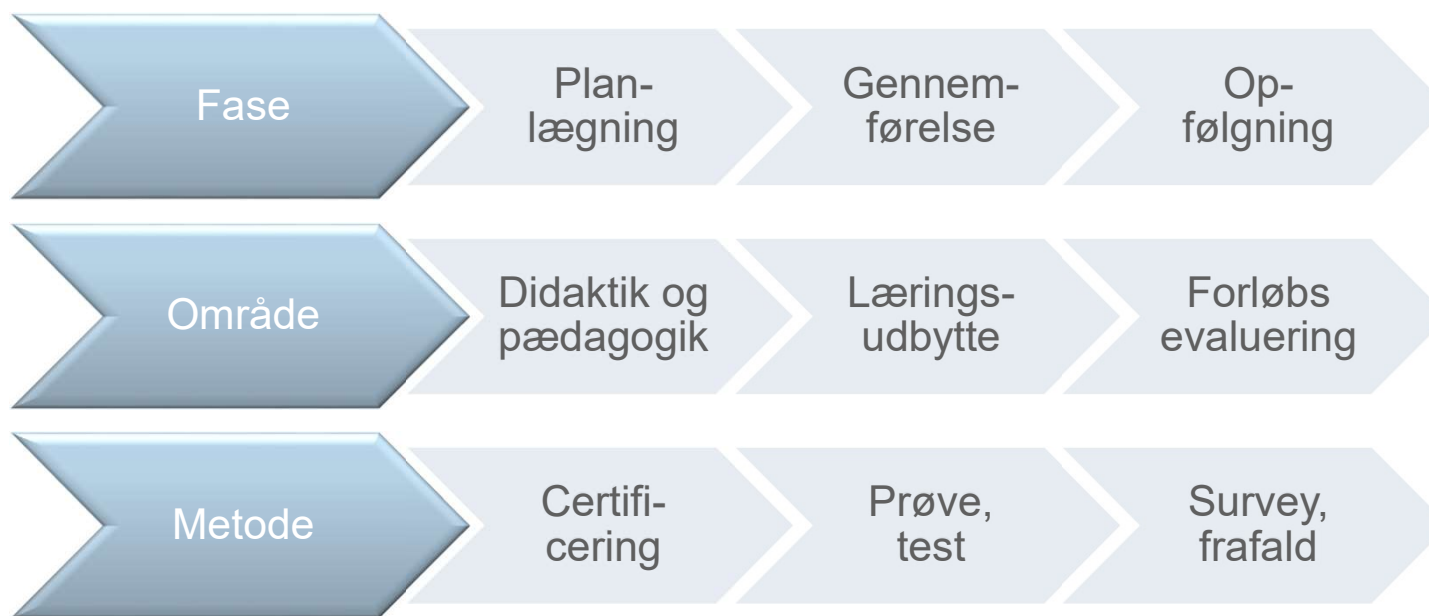 Fase
Plan-
lægning
Gennem-
førelse
Op-
følgning
Område
Didaktik og
pædagogik
Lærings-
udbytte
Forløbs
evaluering
Metode
Certifi-
cering
Prøve,
test
Survey,
frafald